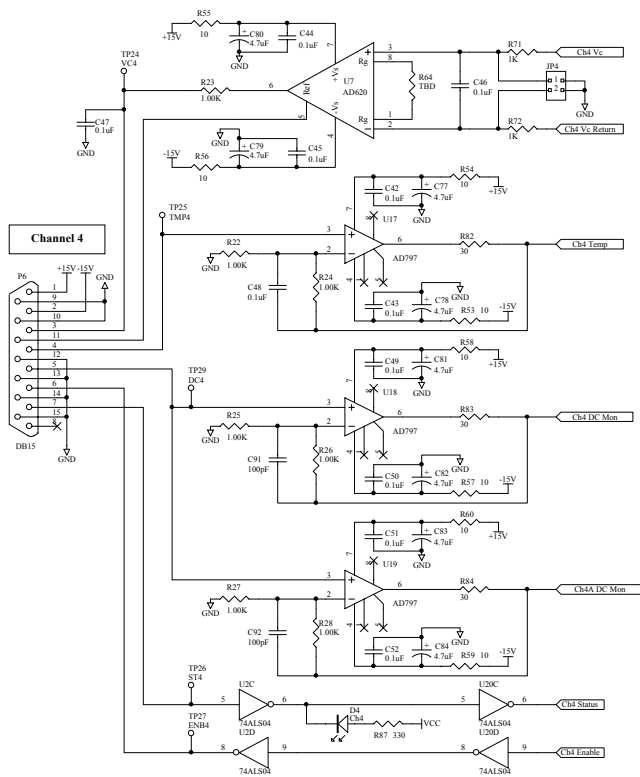 R55
10
+15V
C80
4.7uF
+
C44
0.1uF
GND
TP24
VC4
R23
1.00K
C47
0.1uF
GND
7
+Vs
Ref
-Vs
6
5
4
U7
AD620
3
8
Rg
Rg
1
2
+
R64
TBD
C46
0.1uF
R71
1K
Ch4 Vc
JP4
1
2
GND
R72
1K
Ch4 Vc Return
GND
-15V
R56
10
C79
4.7uF
+
C45
0.1uF
TP25
TMP4
C42
0.1uF
C77
4.7uF
+
R54
10
+15V
GND
U17
7
8
3
2
6
AD797
4
1
5
R82
30
Ch4 Temp
R22
1.00K
GND
R24
1.00K
C48
0.1uF
C43
0.1uF
C78
4.7uF
+
GND
R53 10
-15V
Channel 4
P6
+15V
-15V
GND
1
9
2
10
3
11
4
12
5
13
6
14
7
15
8
DB15
GND
TP29
DC4
C49
0.1uF
C81
4.7uF
+
R58
10
+15V
GND
U18
7
8
3
2
6
AD797
4
1
5
R83
30
Ch4 DC Mon
R25
1.00K
GND
R26
1.00K
C91
100pF
C50
0.1uF
C82
4.7uF
+
GND
R57 10
-15V
C51
0.1uF
C83
4.7uF
+
R60
10
+15V
GND
U19
7
8
3
2
6
AD797
4
1
5
R84
30
Ch4A DC Mon
R27
1.00K
GND
R28
1.00K
C92
100pF
C52
0.1uF
C84
4.7uF
+
GND
R59 10
-15V
TP26
ST4
U2C
5
6
74ALS04
D4
Ch4
R87 330
VCC
U20C
5
6
74ALS04
Ch4 Status
TP27
ENB4
U2D
8
9
74ALS04
U20D
8
9
74ALS04
Ch4 Enable